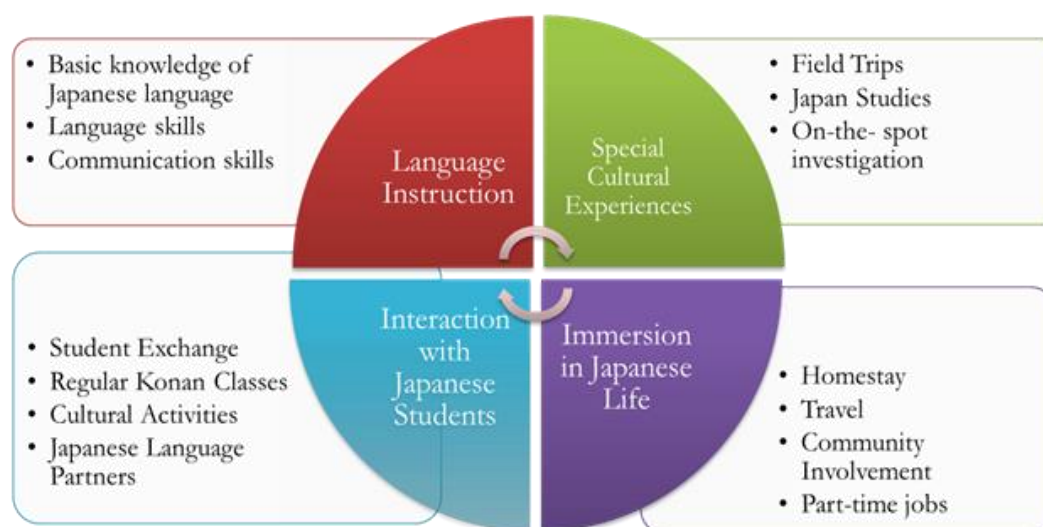 • Basic knowledge of
Japanese language
• Language skills
• Communication skills
Language
Instruction
Special
Cultural
Experiences
• Field Trips
• Japan Studies
• On-the- spot
investigation
• Student Exchange
• Regular Konan Classes
• Cultural Activities
• Japanese Language
Partners
Interaction
with
Japanese
Students
Immersion
in Japanese
Life
• Homestay
• Travel
• Community
Involvement
• Part-time jobs